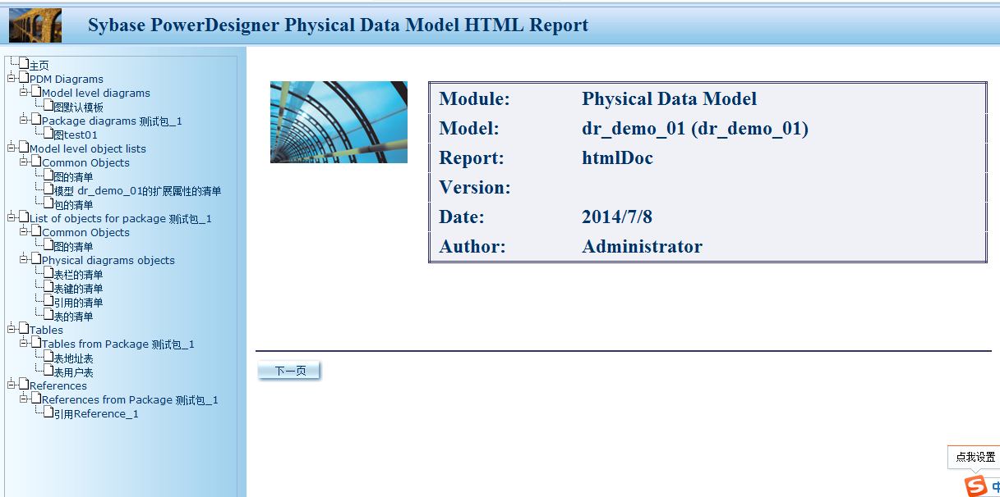 Sybase PowerDesigner Physical Data Model HTML Report
主页
PDM Diagrams
Model level diagrams
图默认模板
Package diagrams 测试包_1
图test01
Model level object lists
Common Objects
图的清单
模型 dr_demo_01的扩展属性的清单
包的清单
List of objects for package 测试包_1
Common Objects
图的清单
Physical diagrams objects
表栏的清单
表键的清单
引用的清单
表的清单
Tables
Tables from Package 测试包_1
表地址表
表用户表
References
References from Package 测试包_1
引用Reference_1
Module: Physical Data Model
Model: dr_demo_01 (dr_demo_01)
Report: htmlDoc
Version:
Date: 2014/7/8
Author: Administrator
下一页
点我设置
S 中